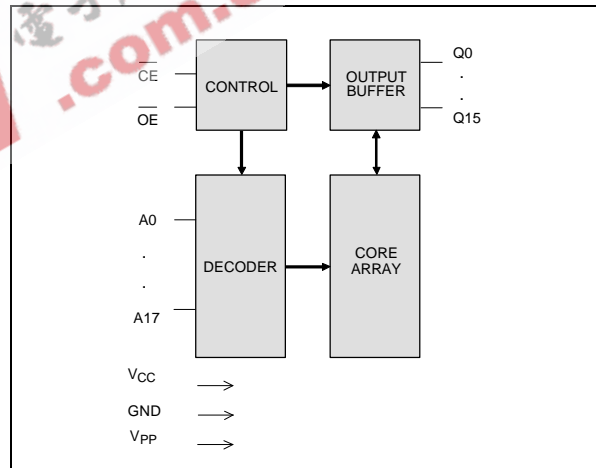 .com.
CE
OE
CONTROL
OUTPUT
BUFFER
Q0
.
.
Q15
A0
.
.
A17
DECODER
CORE
ARRAY
VCC
GND
VPP